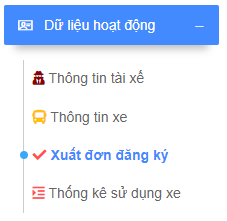 Dữ liệu hoạt động
Thông tin tài xế
Thông tin xe
Xuất đơn đăng ký
Thống kê sử dụng xe